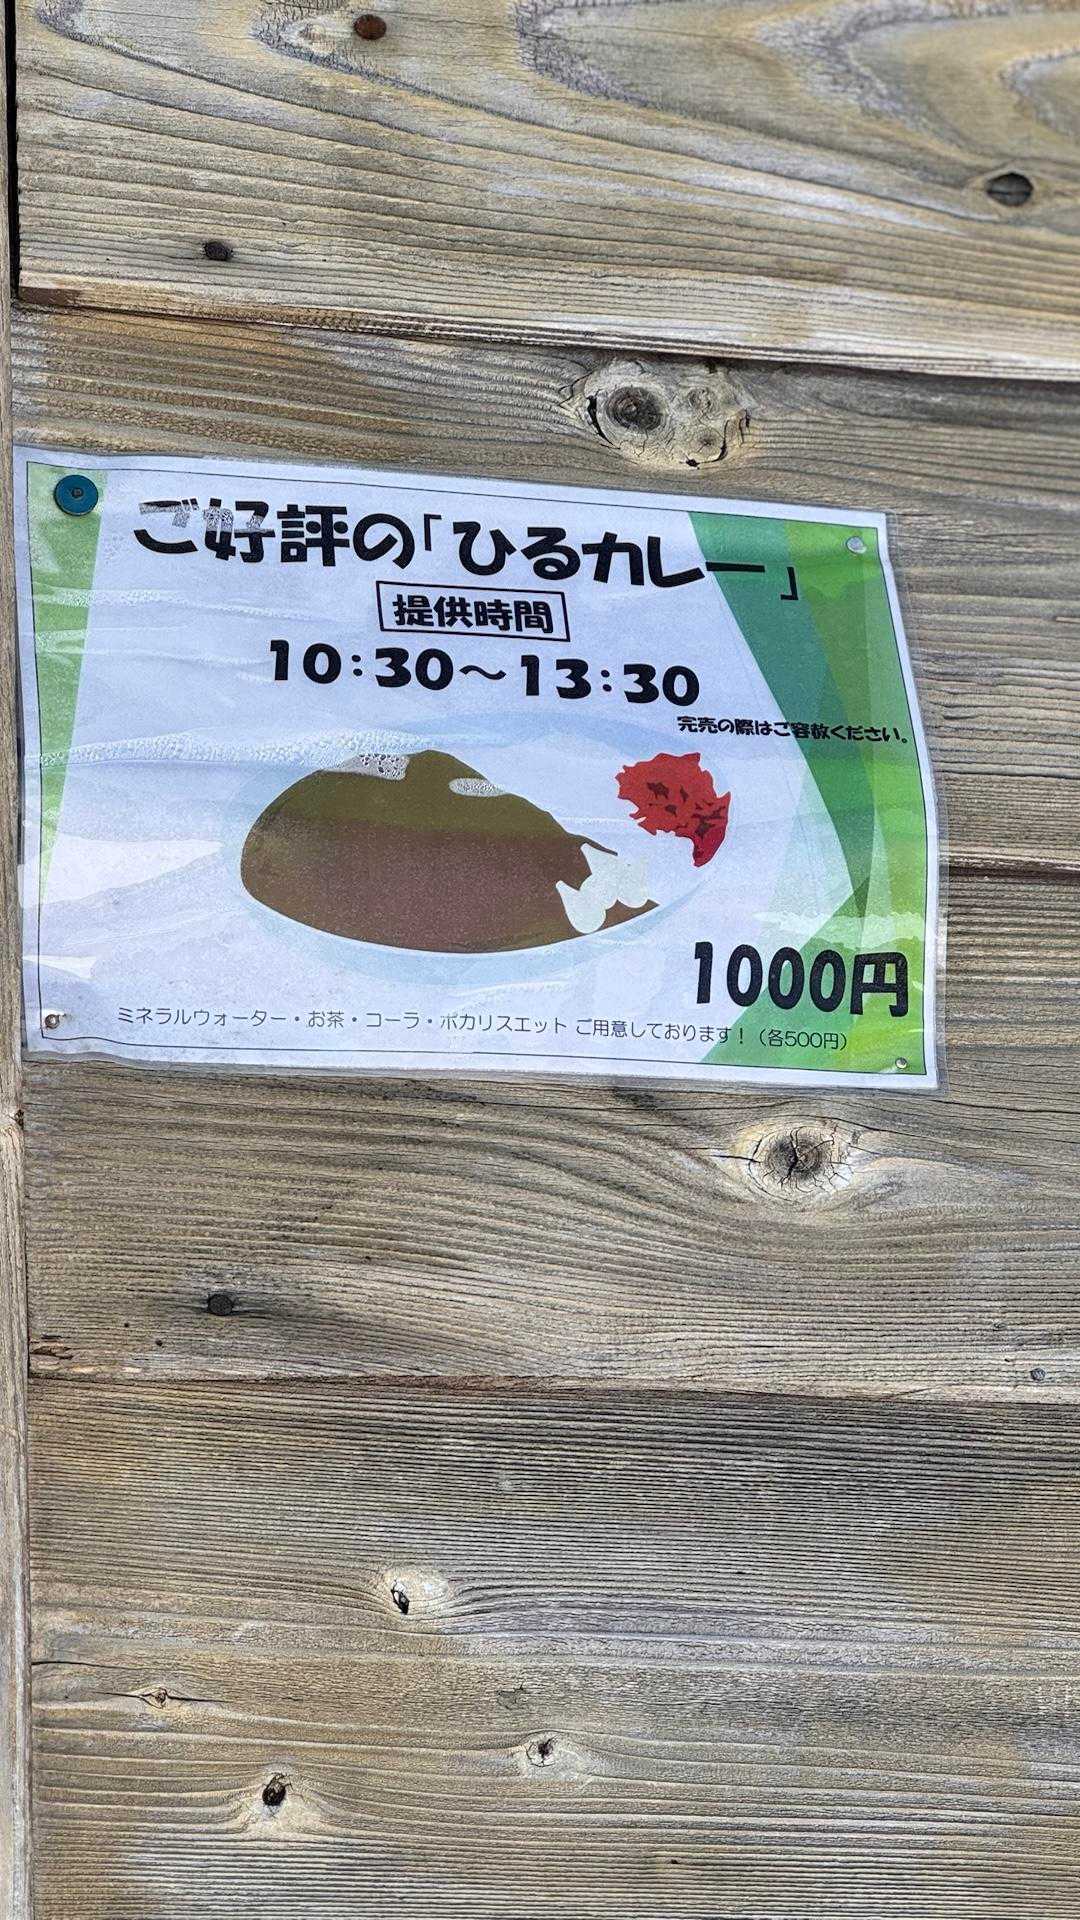 ご好評の「ひるカレー」
提供時間
10:30～13:30
完売の際はご容赦ください。
1000円
ミネラルウォーター・お茶・コーラ・ポカリスエット ご用意しております！（各500円）